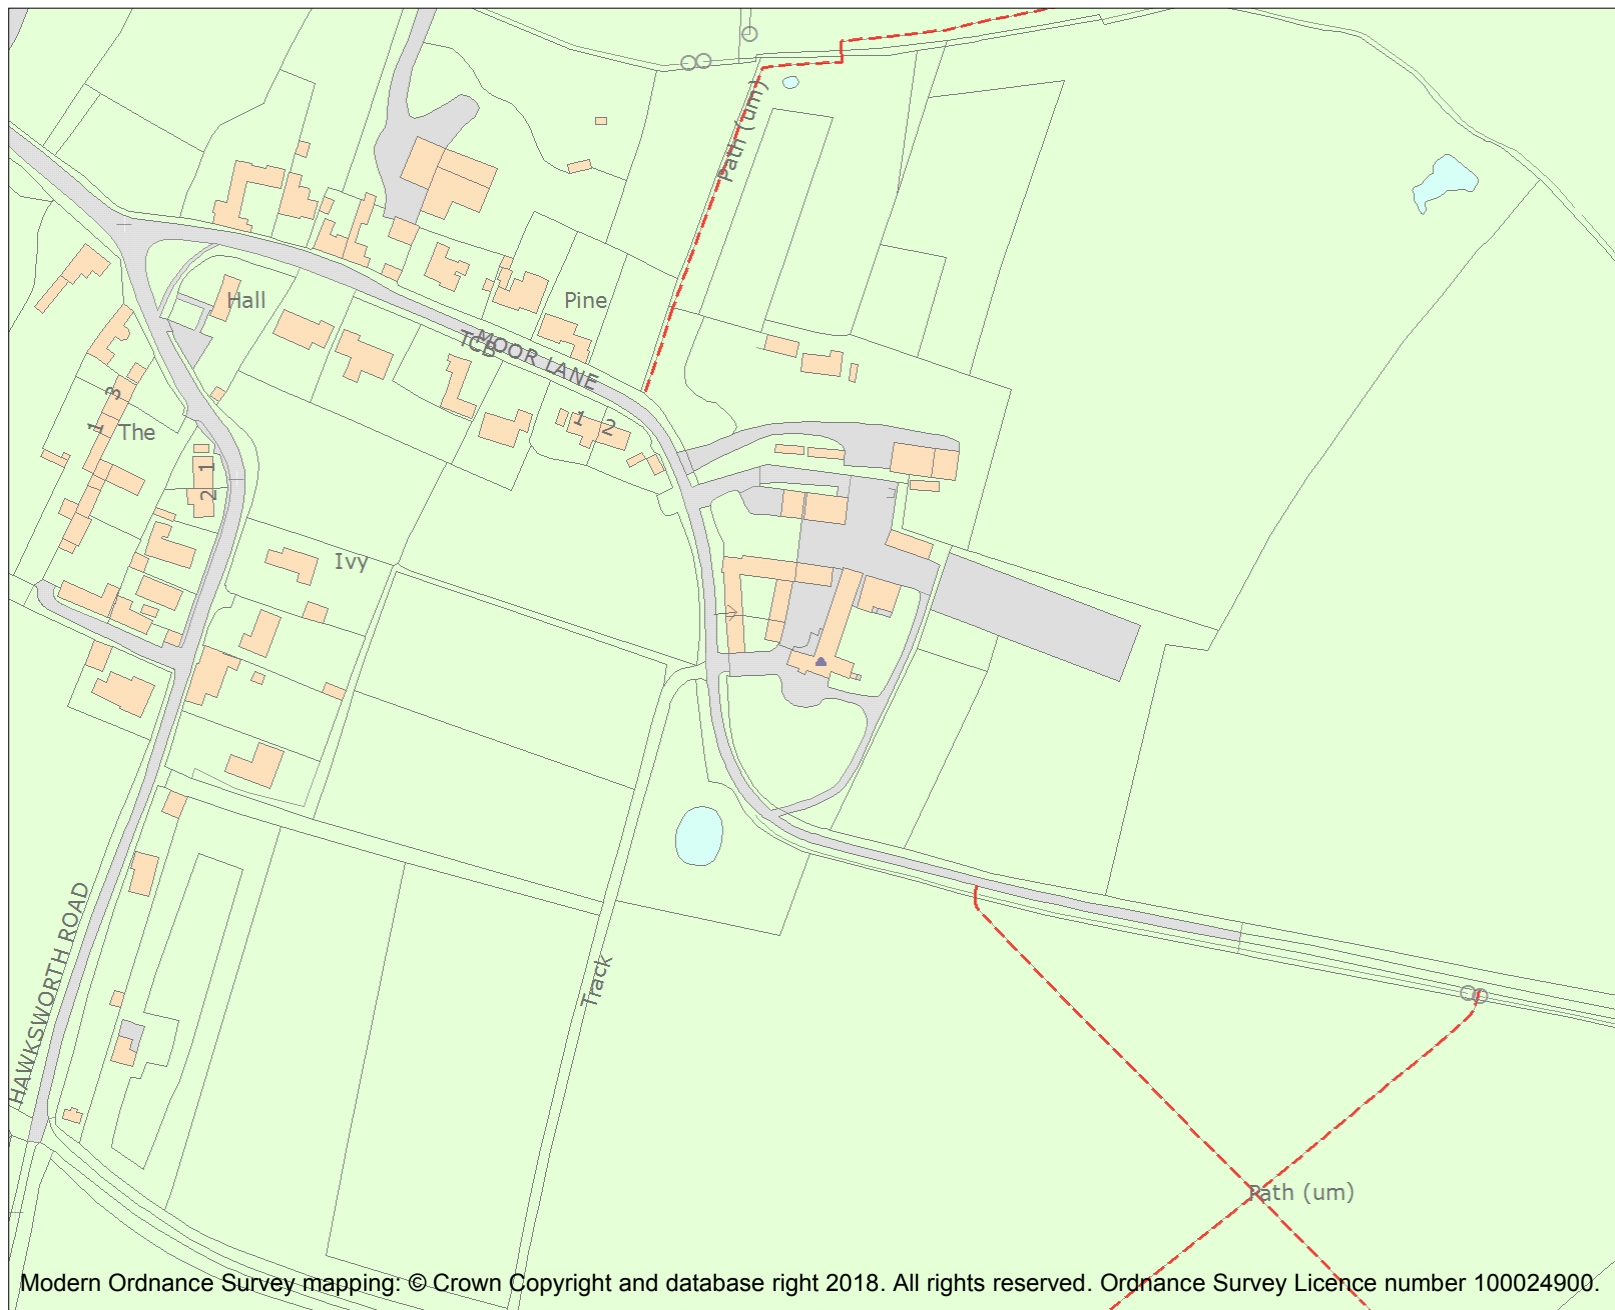 Path (um)
Hall
Pine
TCB
MOOR LANE
3
1
The
1
2
1
2
Ivy
HAWKSWORTH ROAD
Track
Path (um)
Modern Ordnance Survey mapping: © Crown Copyright and database right 2018. All rights reserved. Ordnance Survey Licence number 100024900.